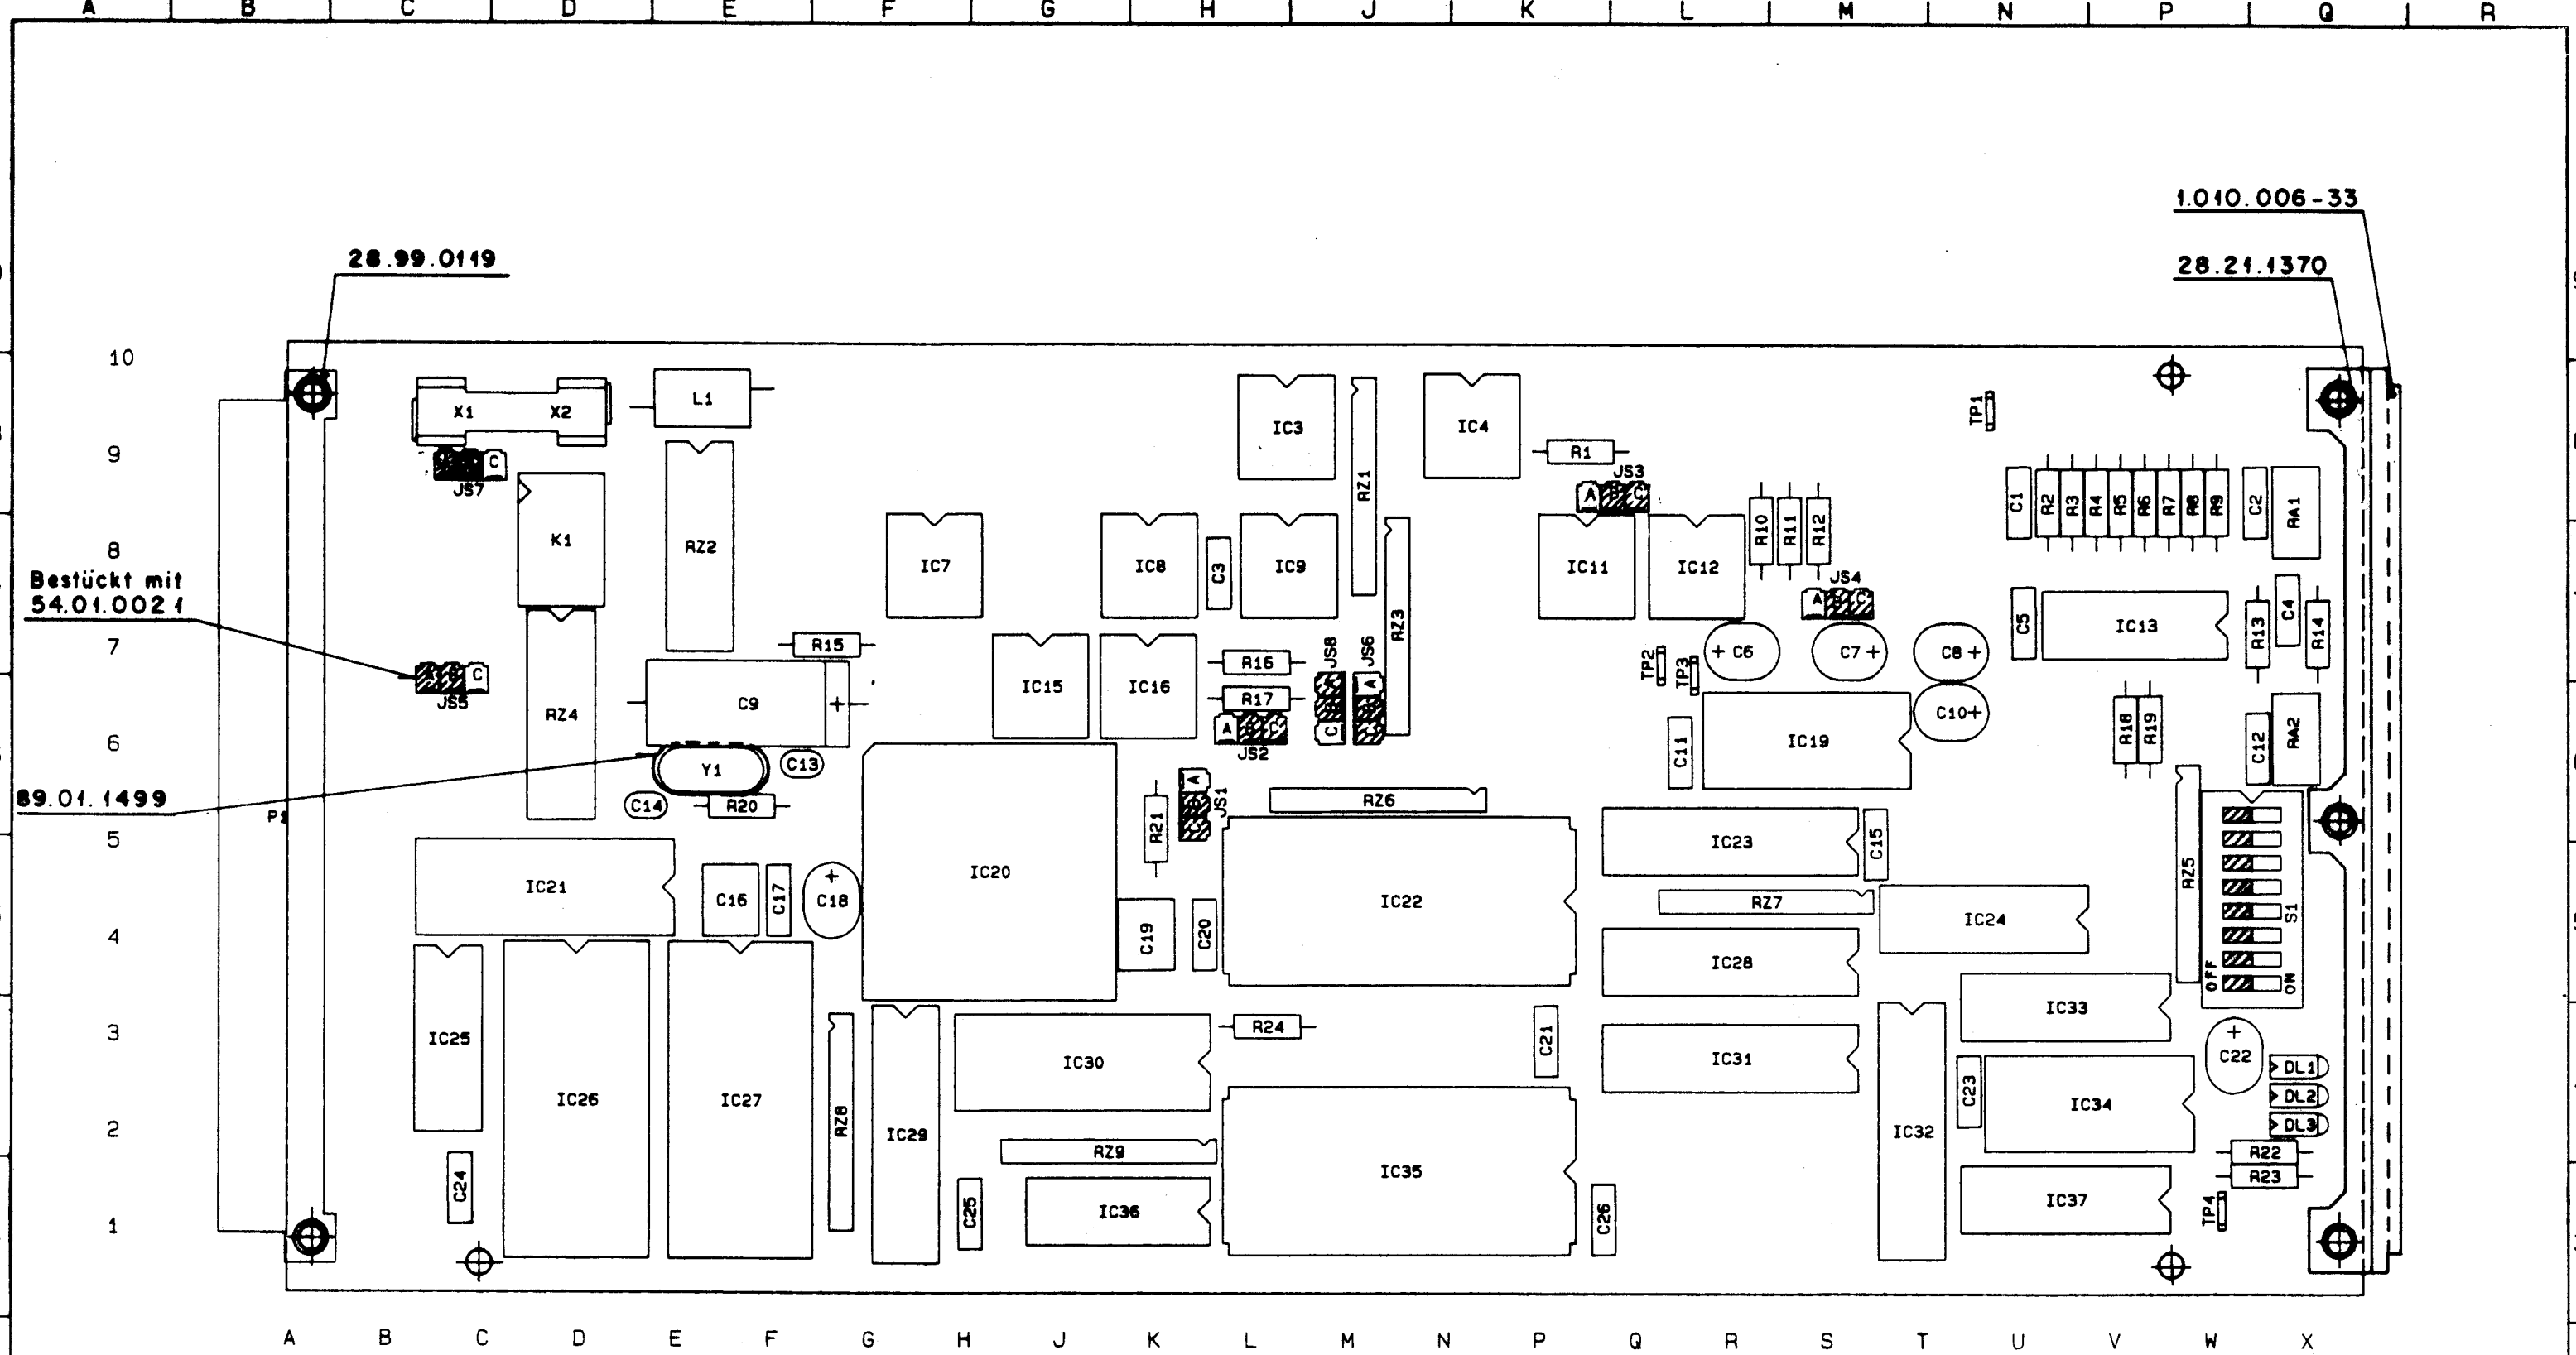 A B C D E F G H J K L M N P Q R
1.010.006-33
28.99.0119
28.21.1370
10
X1 X2
L1
IC3
IC4
TP1
9
R1
C
JS7
RZ1
JS3
A B C
C1 R2 R3 R4 R5 R6 R7 R8 R9 C2 RA1
K1
RZ2
R10 R11 R12
8
IC7
IC8
C3
IC9
IC11
IC12
Bestückt mit
54.01.0021
JS4
A B C
C5
IC13
C4
R13
R14
7
R15
RZ3
JS8
JS6
R16
TP2
TP3
+ C6
C7 +
C8 +
A B C
JS5
RZ4
C9
+
IC15
IC16
R17
A B C
JS2
A B C
A B C
C10+
R18 R19
C12
RA2
6
Y1
C13
C11
IC19
89.01.1499
C14
R20
A B C
JS1
R21
RZ6
P1
5
IC21
C16
C17
+
C18
IC20
IC22
IC23
C15
RZ5
RZ7
IC24
S1
4
C19
C20
IC28
OFF
ON
3
IC25
IC30
R24
C21
IC31
IC33
+
C22
DL1
DL2
DL3
IC26
IC27
RZ8
IC29
C23
IC34
2
IC32
RZ9
R22
R23
C24
IC35
IC37
TP4
1
C25
IC36
C26
A B C D E F G H J K L M N P Q R S T U V W X